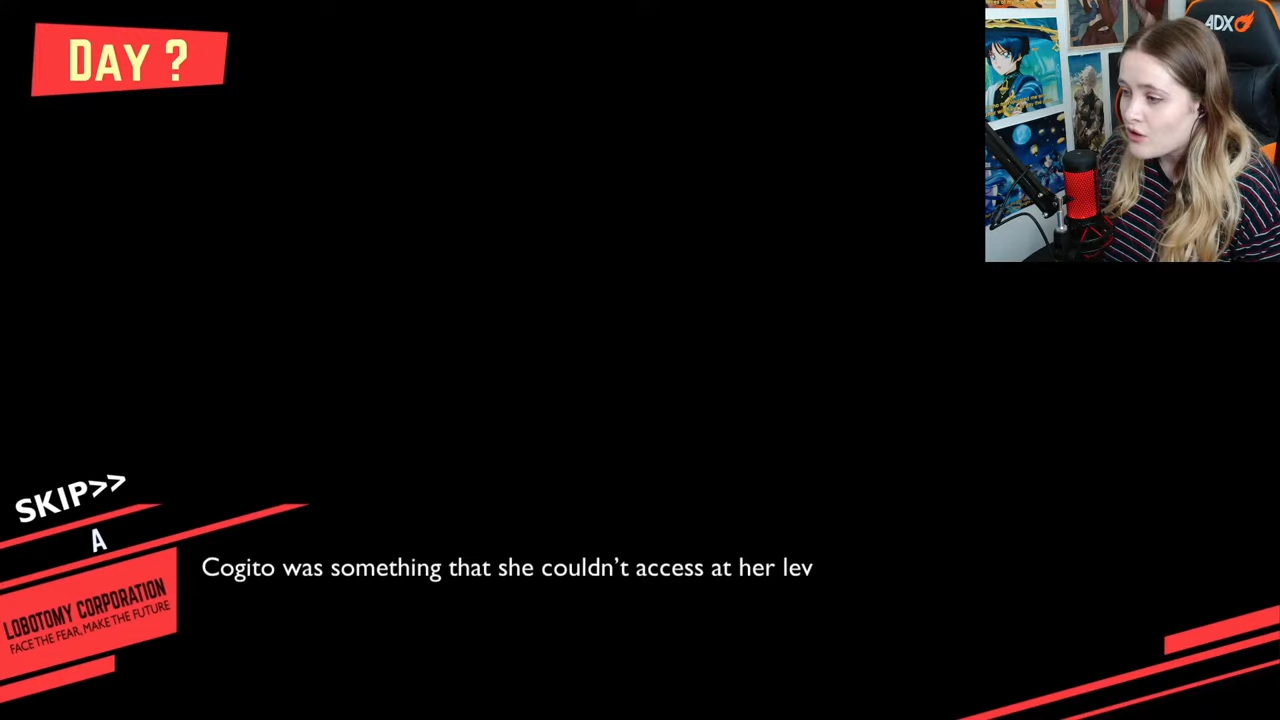 DAY ?
ADX
SKIP>>
A
Cogito was something that she couldn't access at her lev
LOBOTOMY CORPORATION
FACE THE FEAR, MAKE THE FUTURE